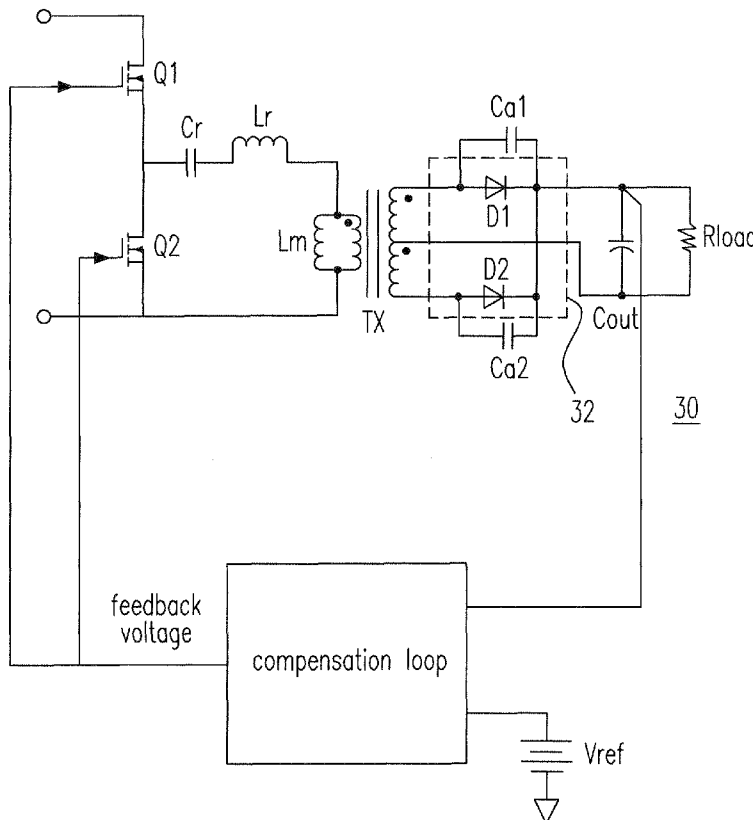 Q1
Ca1
Cr
Lr
D1
Rload
Q2
Lm
D2
TX
Cout
Ca2
32
30
feedback
voltage
compensation loop
Vref